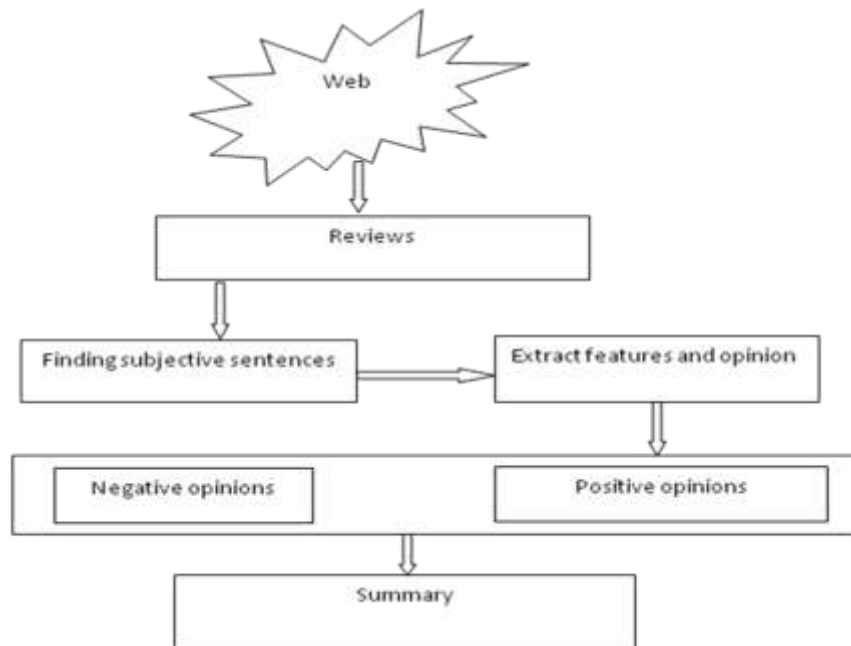 Web
Reviews
Finding subjective sentences
Extract features and opinion
Negative opinions
Positive opinions
Summary